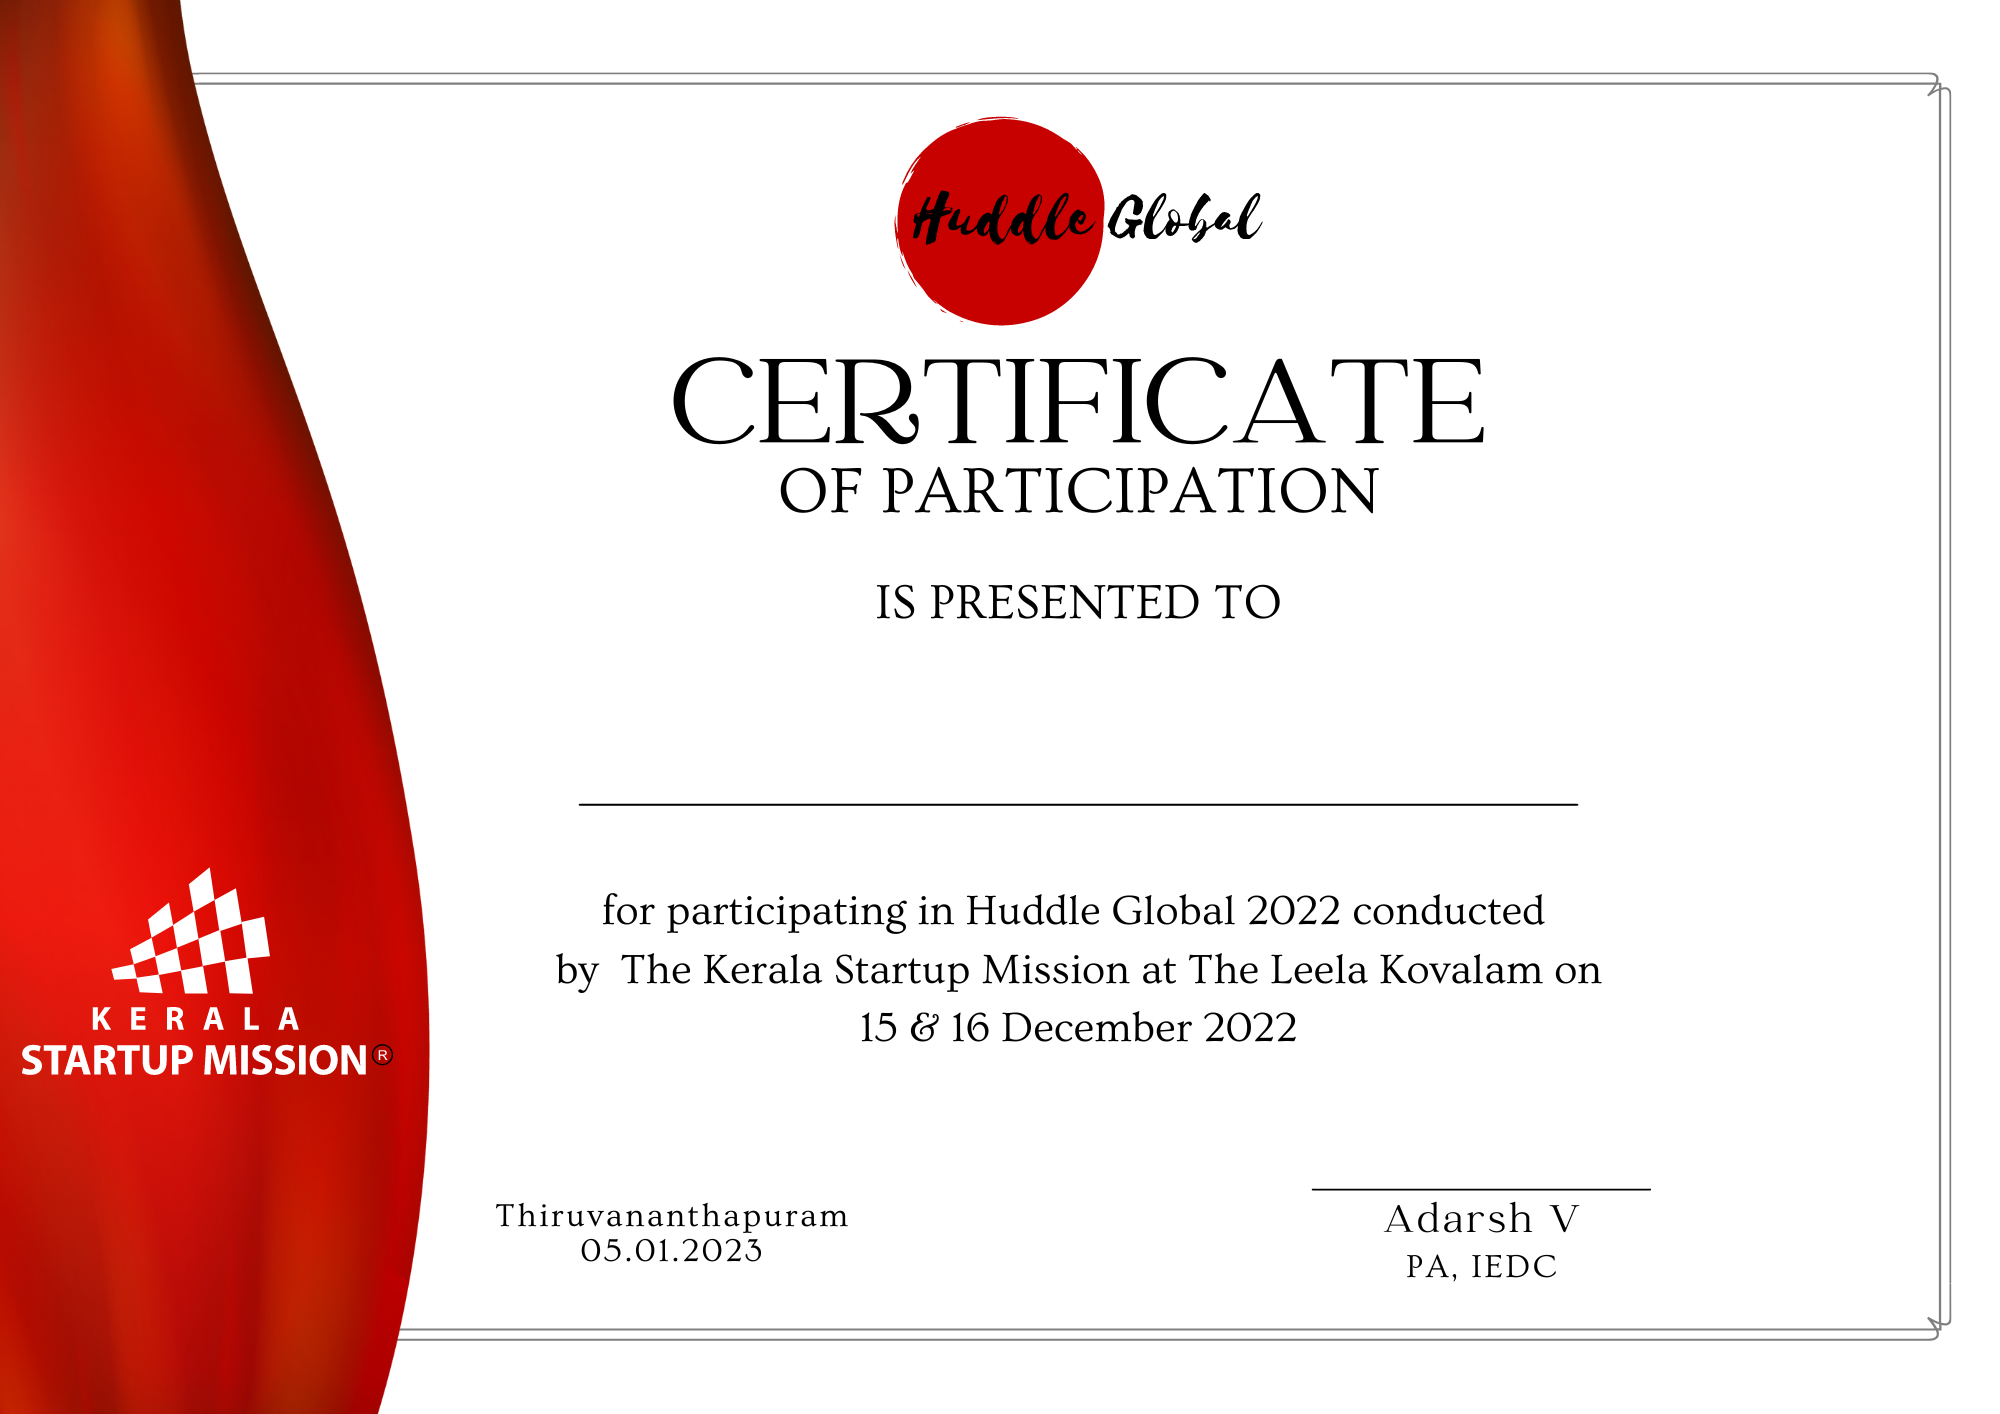 Huddle Global
CERTIFICATE
OF PARTICIPATION
IS PRESENTED TO
for participating in Huddle Global 2022 conducted
by The Kerala Startup Mission at The Leela Kovalam on
15 & 16 December 2022
KERALA
STARTUP MISSION®
Thiruvananthapuram
05.01.2023
Adarsh V
PA, IEDC